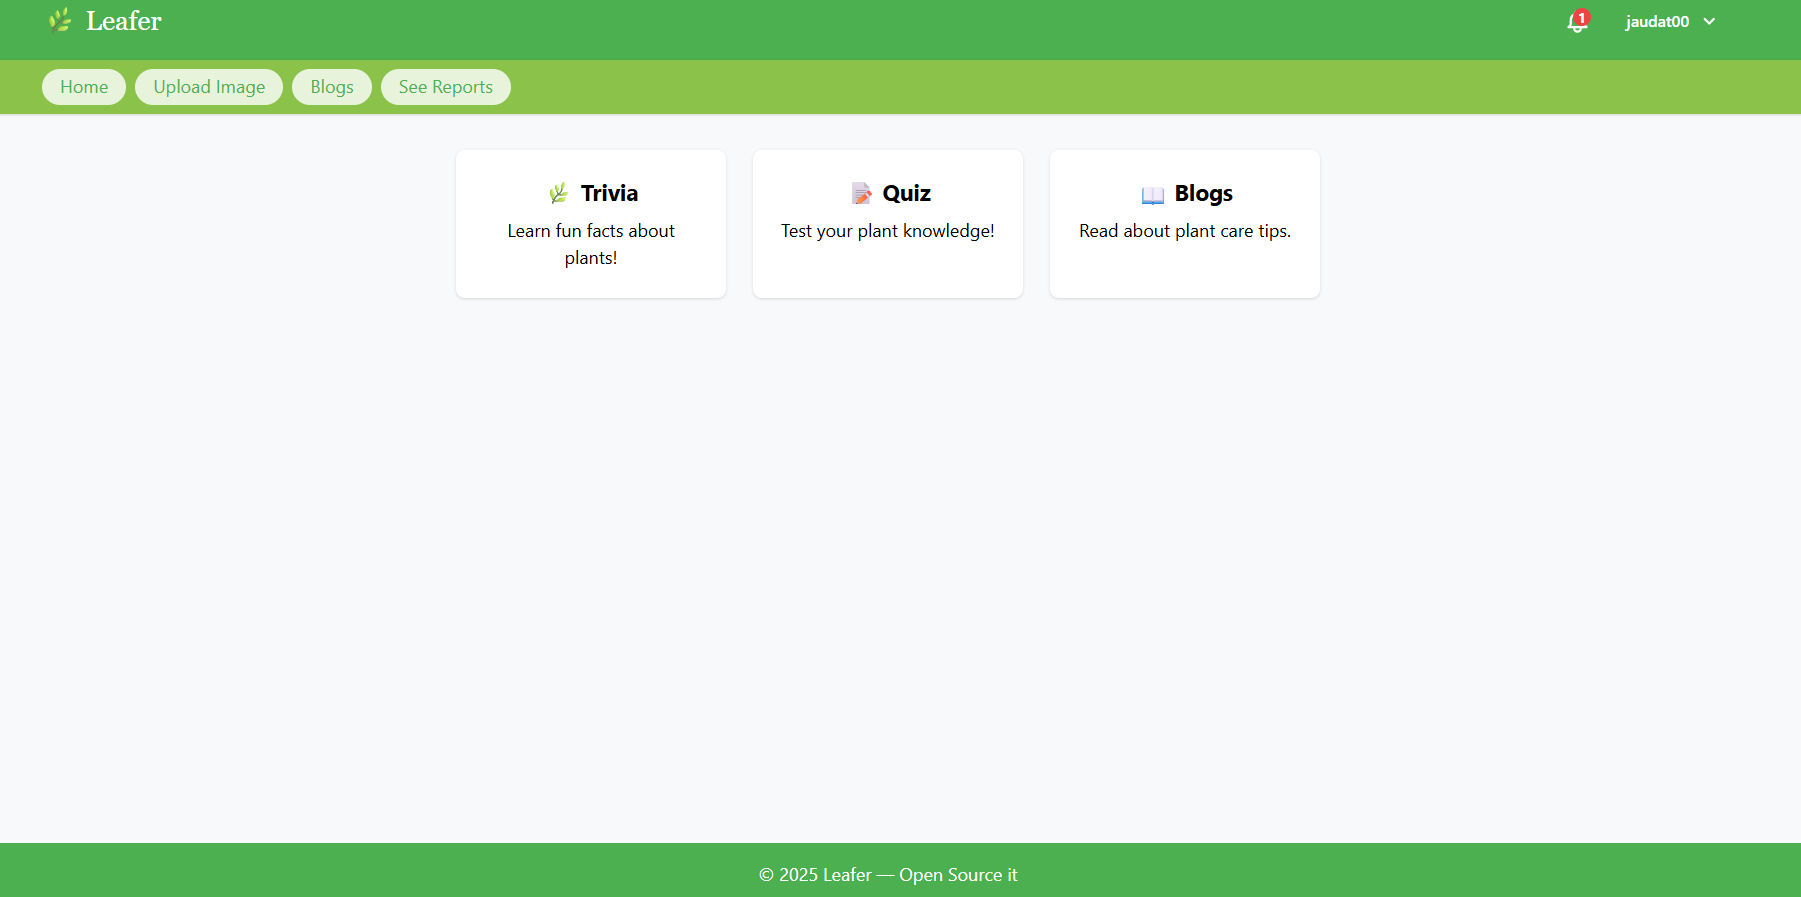 Leafer
1
jaudat00
Home
Upload Image
Blogs
See Reports
Trivia
Learn fun facts about
plants!
Quiz
Test your plant knowledge!
Blogs
Read about plant care tips.
© 2025 Leafer — Open Source it